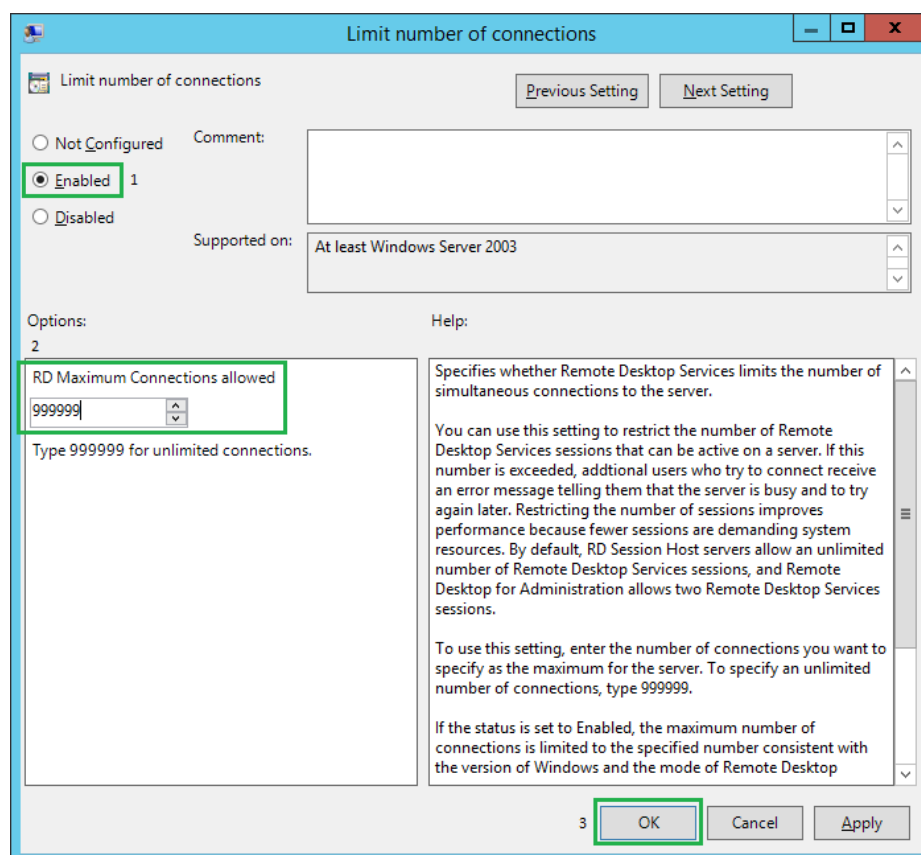 Limit number of connections
Limit number of connections
Previous Setting
Next Setting
Not Configured
Comment:
Enabled 1
Disabled
Supported on:
At least Windows Server 2003
Options:
Help:
2
RD Maximum Connections allowed
999999
Type 999999 for unlimited connections.
Specifies whether Remote Desktop Services limits the number of
simultaneous connections to the server.
You can use this setting to restrict the number of Remote
Desktop Services sessions that can be active on a server. If this
number is exceeded, addtional users who try to connect receive
an error message telling them that the server is busy and to try
again later. Restricting the number of sessions improves
performance because fewer sessions are demanding system
resources. By default, RD Session Host servers allow an unlimited
number of Remote Desktop Services sessions, and Remote
Desktop for Administration allows two Remote Desktop Services
sessions.
To use this setting, enter the number of connections you want to
specify as the maximum for the server. To specify an unlimited
number of connections, type 999999.
If the status is set to Enabled, the maximum number of
connections is limited to the specified number consistent with
the version of Windows and the mode of Remote Desktop
3
OK
Cancel
Apply